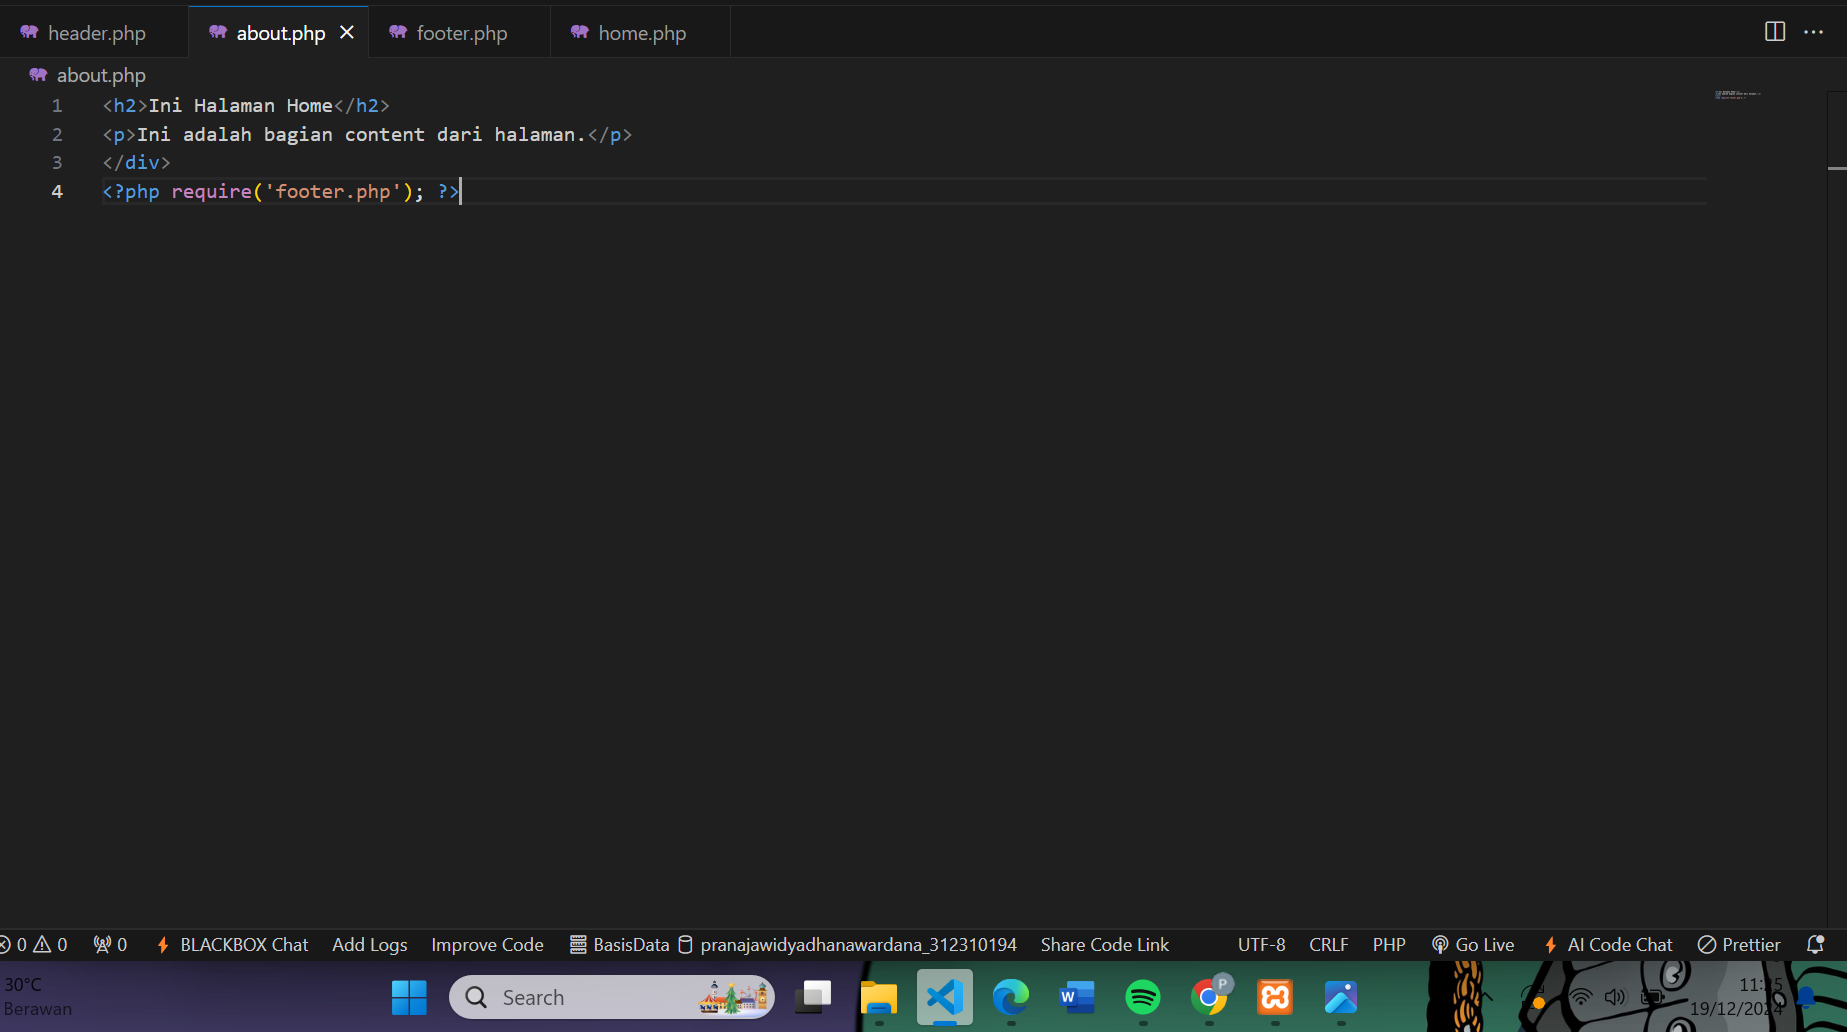 header.php about.php footer.php home.php
about.php
1 <h2>Ini Halaman Home</h2>
2 <p>Ini adalah bagian content dari halaman.</p>
3 </div>
4 <?php require('footer.php'); ?>
0 0 0 BLACKBOX Chat Add Logs Improve Code BasisData pranajawidyadhanawardana_312310194 Share Code Link UTF-8 CRLF PHP Go Live AI Code Chat Prettier
30°C
Berawan
Search
W
P
11:25
19/12/2024